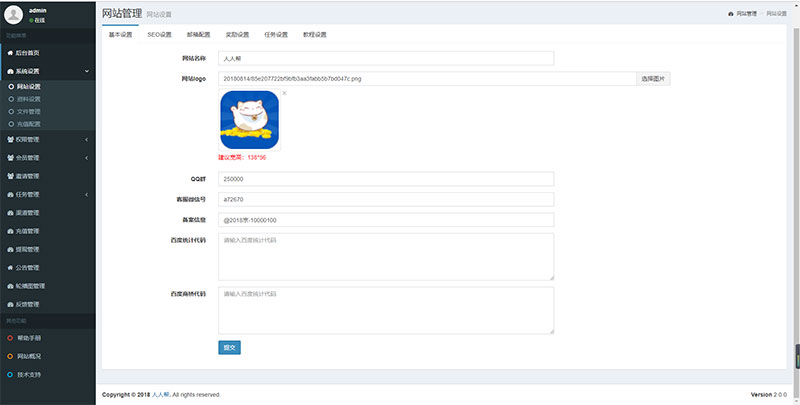 admin
在线
功能菜单
后台首页
系统设置
网站设置
资料设置
文件管理
充值配置
权限管理
会员管理
邀请管理
任务管理
渠道管理
充值管理
提现管理
公告管理
轮播图管理
反馈管理
其他功能
帮助手册
网站概况
技术支持
网站管理 网站设置
网站管理 > 网站设置
基本设置 SEO设置 邮箱配置 奖励设置 任务设置 教程设置
网站名称 人人帮
网站logo 选择图片
×
建议宽高：138*56
QQ群 250000
客服微信号 a72670
备案信息 @2018京-10000100
百度统计代码 请输入百度统计代码
百度商桥代码 请输入百度统计代码
提交
Copyright © 2018 人人帮. All rights reserved.
Version 2.0.0